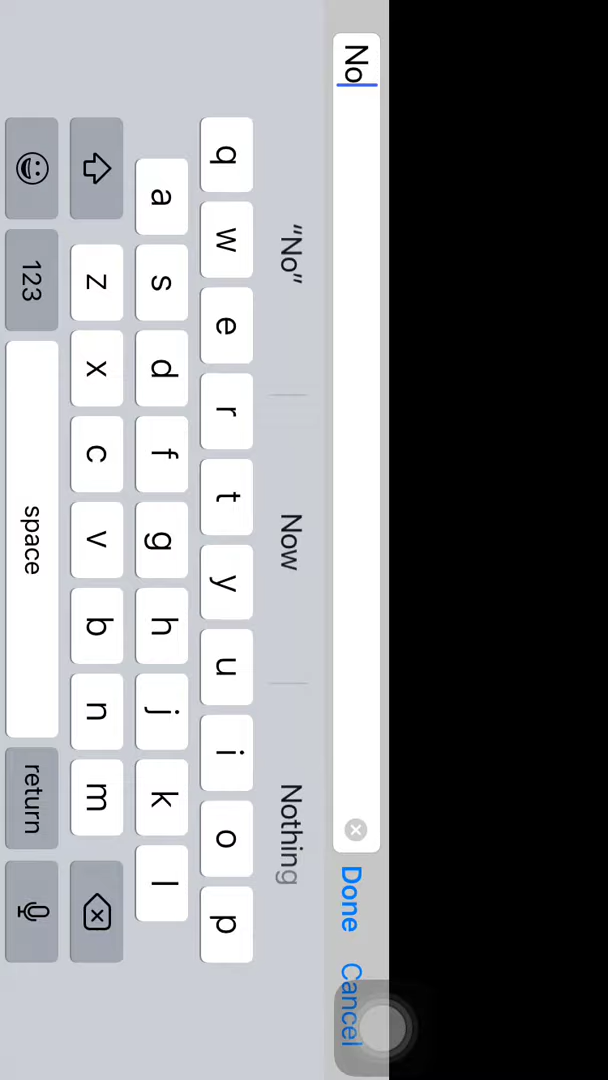 No
Done Cancel
“No” Now Nothing
q w e r t y u i o p
a s d f g h j k l
z x c v b n m
123 space return